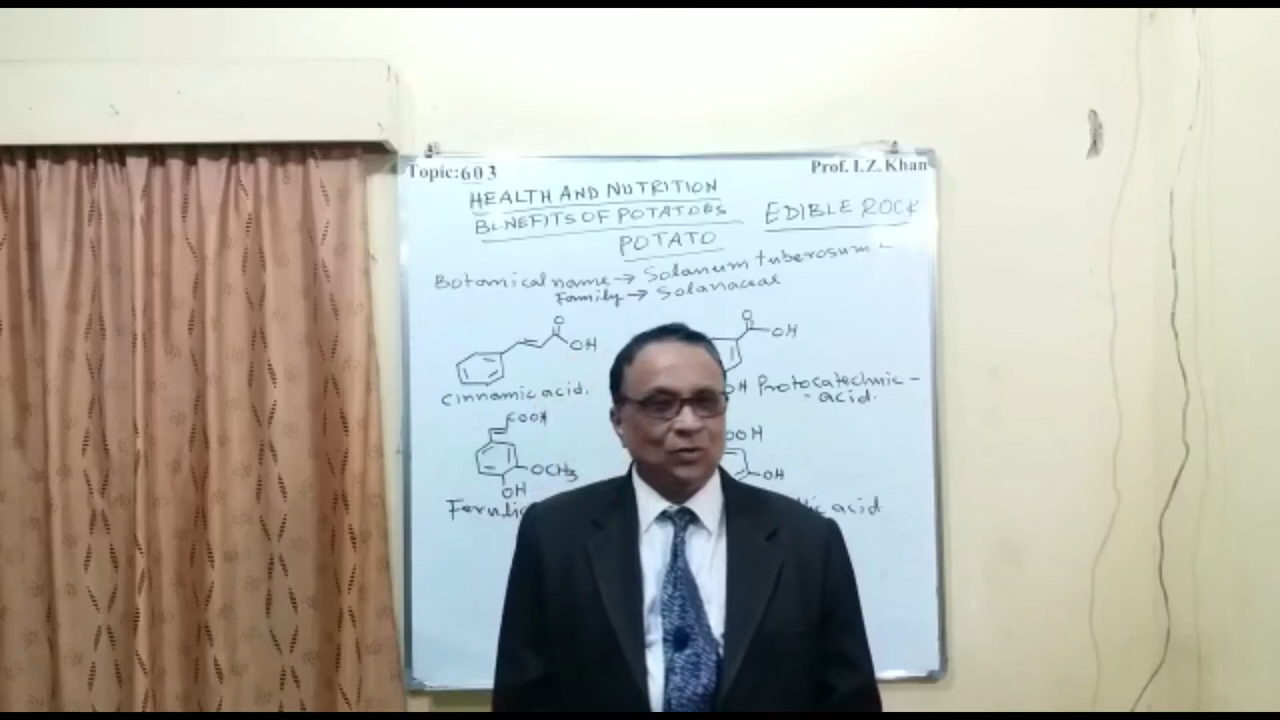 Topic:603
Prof. I.Z. Khan
HEALTH AND NUTRITION
BENEFITS OF POTATOES
EDIBLE ROCK
POTATO
Botanical name → Solanum tuberosum L
Family → Solanaceae
O
OH
O
OH
cinnamic acid.
OH Protocatechnic-
- acid.
COOH
OOH
OCH3
OH
OH
Ferulic
acid